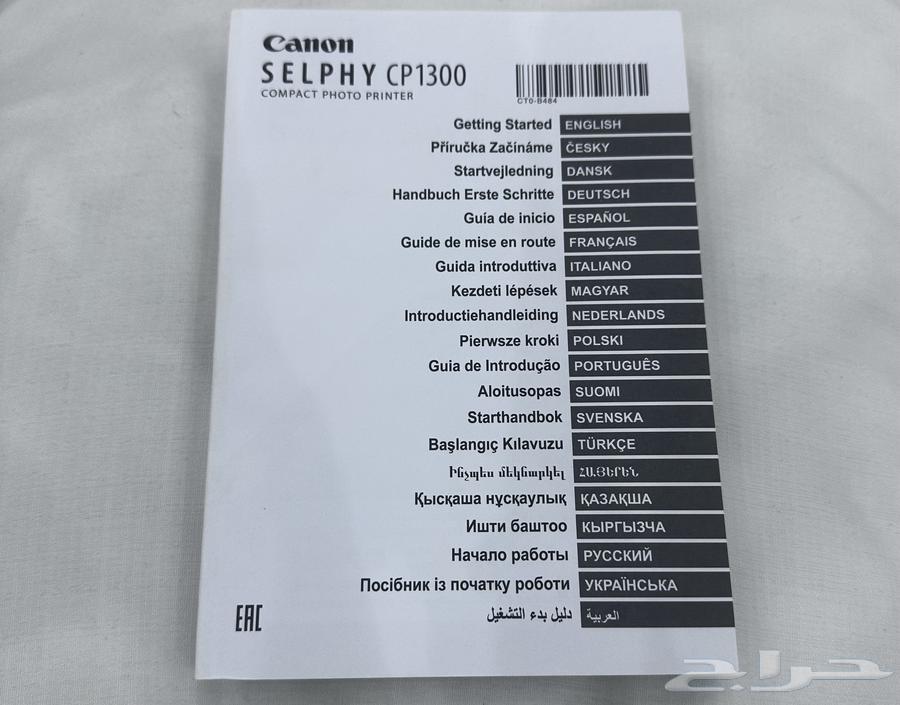 Canon
SELPHY CP1300
COMPACT PHOTO PRINTER
CT0-B484
Getting Started ENGLISH
Příručka Začínáme ČESKY
Startvejledning DANSK
Handbuch Erste Schritte DEUTSCH
Guía de inicio ESPAÑOL
Guide de mise en route FRANÇAIS
Guida introduttiva ITALIANO
Kezdeti lépések MAGYAR
Introductiehandleiding NEDERLANDS
Pierwsze kroki POLSKI
Guia de Introdução PORTUGUÊS
Aloitusopas SUOMI
Starthandbok SVENSKA
Başlangıç Kılavuzu TÜRKÇE
Ինչպես մեկնարկել ՀԱՅԵՐԵՆ
Қысқаша нұсқаулық ҚАЗАҚША
Ишти баштоо КЫРГЫЗЧА
Начало работы РУССКИЙ
Посібник із початку роботи УКРАЇНСЬКА
دليل بدء التشغيل العربية
EAC
حراج